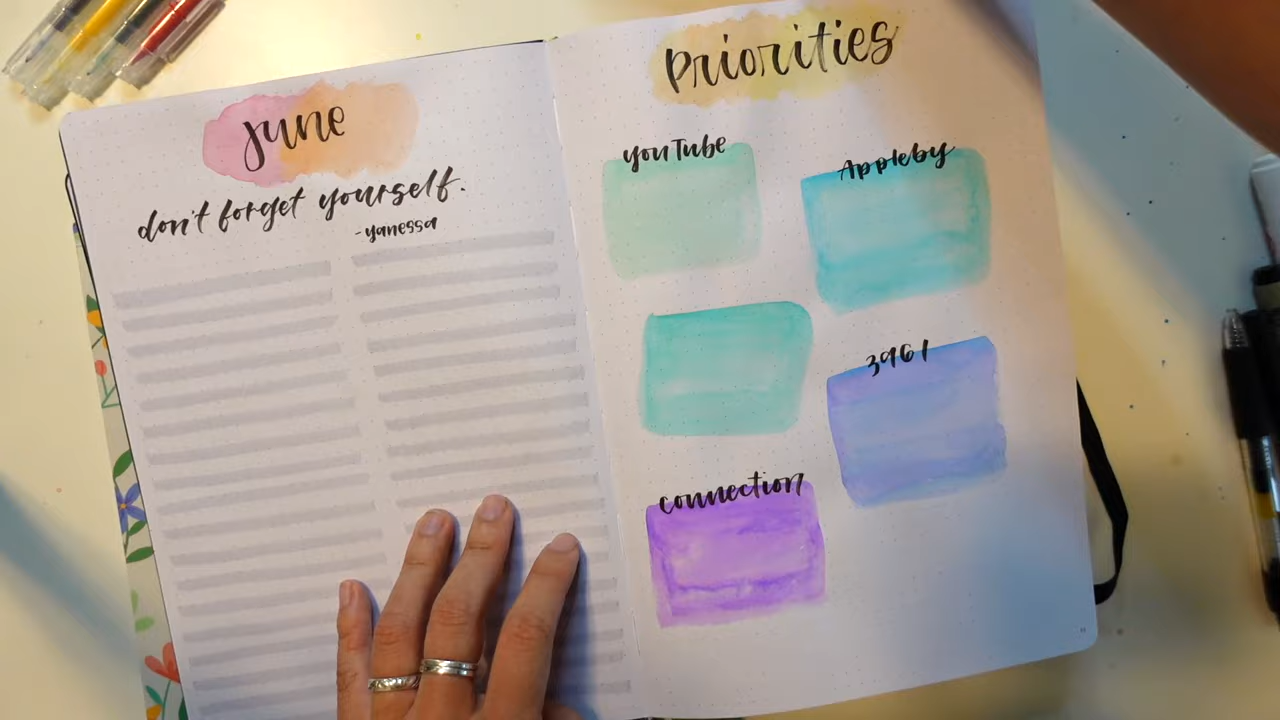 June
don't forget yourself.
-yanessa
Priorities
youTube
Appleby
3961
connection